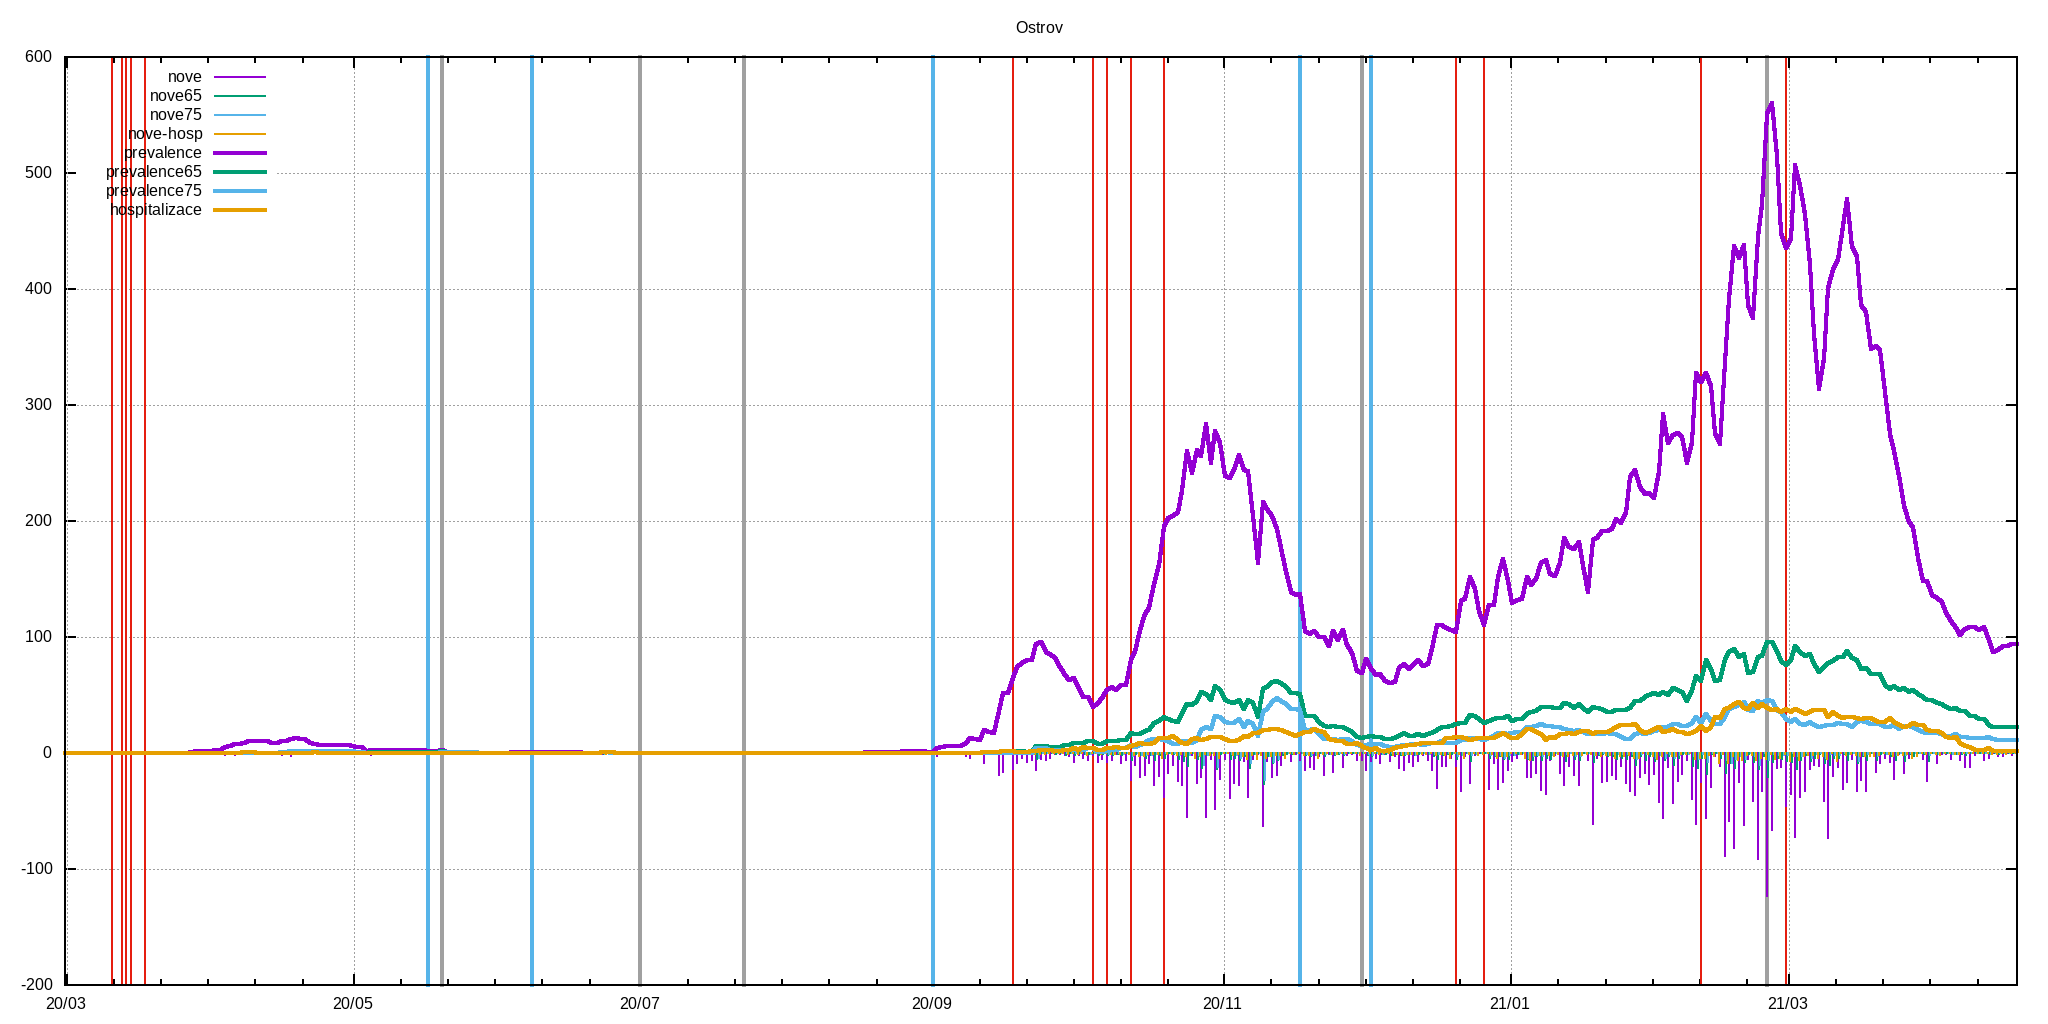 Ostrov
600
500
400
300
200
100
0
-100
-200
nove
nove65
nove75
nove-hosp
prevalence
prevalence65
prevalence75
hospitalizace
20/03 20/05 20/07 20/09 20/11 21/01 21/03